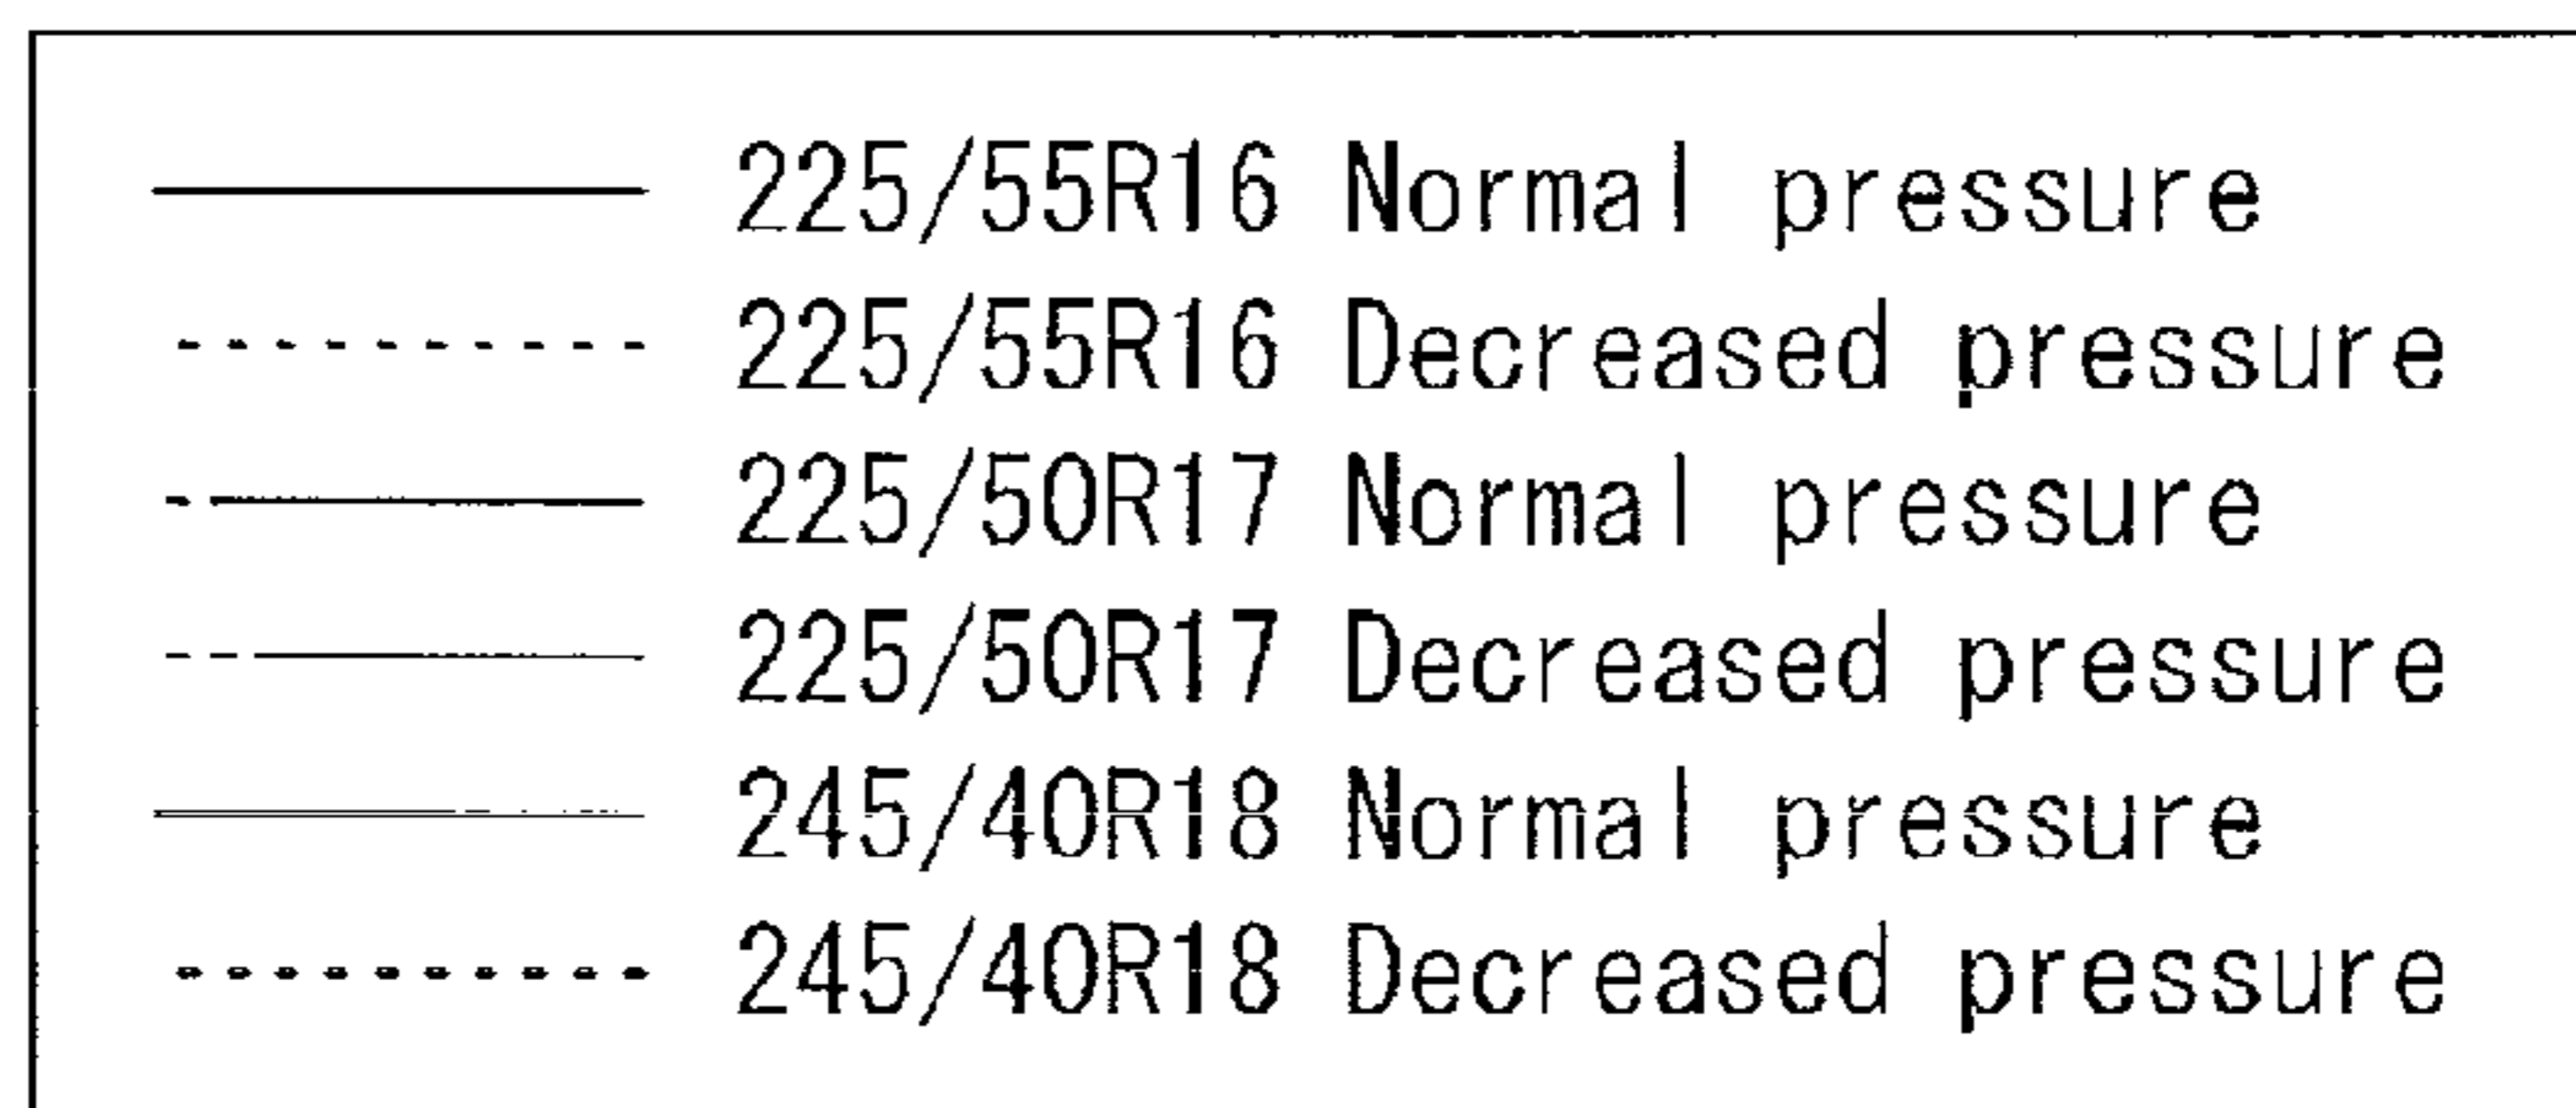 225/55R16 Normal pressure
225/55R16 Decreased pressure
225/50R17 Normal pressure
225/50R17 Decreased pressure
245/40R18 Normal pressure
245/40R18 Decreased pressure